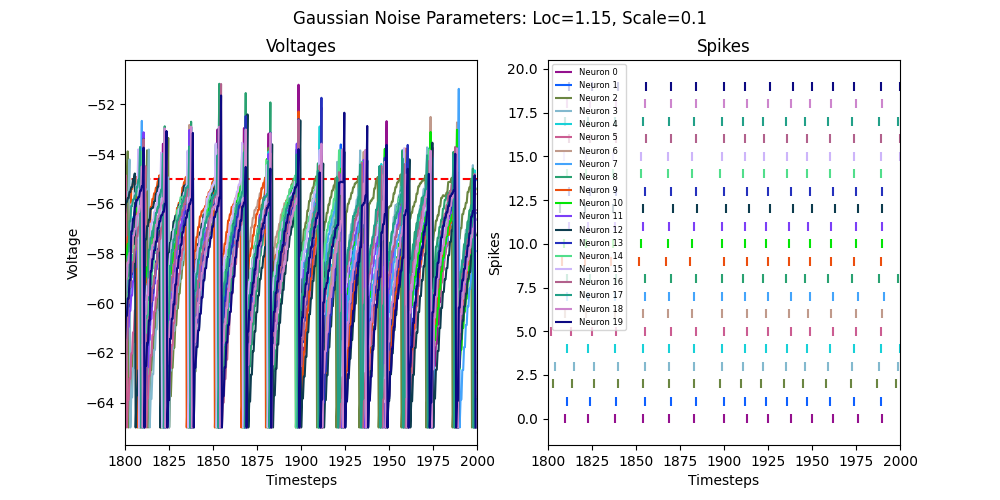 Gaussian Noise Parameters: Loc=1.15, Scale=0.1
Voltages
−52
−54
−56
−58
−60
−62
−64
Voltage
1800 1825 1850 1875 1900 1925 1950 1975 2000
Timesteps
Spikes
20.0
17.5
15.0
12.5
10.0
7.5
5.0
2.5
0.0
Spikes
Neuron 0
Neuron 1
Neuron 2
Neuron 3
Neuron 4
Neuron 5
Neuron 6
Neuron 7
Neuron 8
Neuron 9
Neuron 10
Neuron 11
Neuron 12
Neuron 13
Neuron 14
Neuron 15
Neuron 16
Neuron 17
Neuron 18
Neuron 19
1800 1825 1850 1875 1900 1925 1950 1975 2000
Timesteps